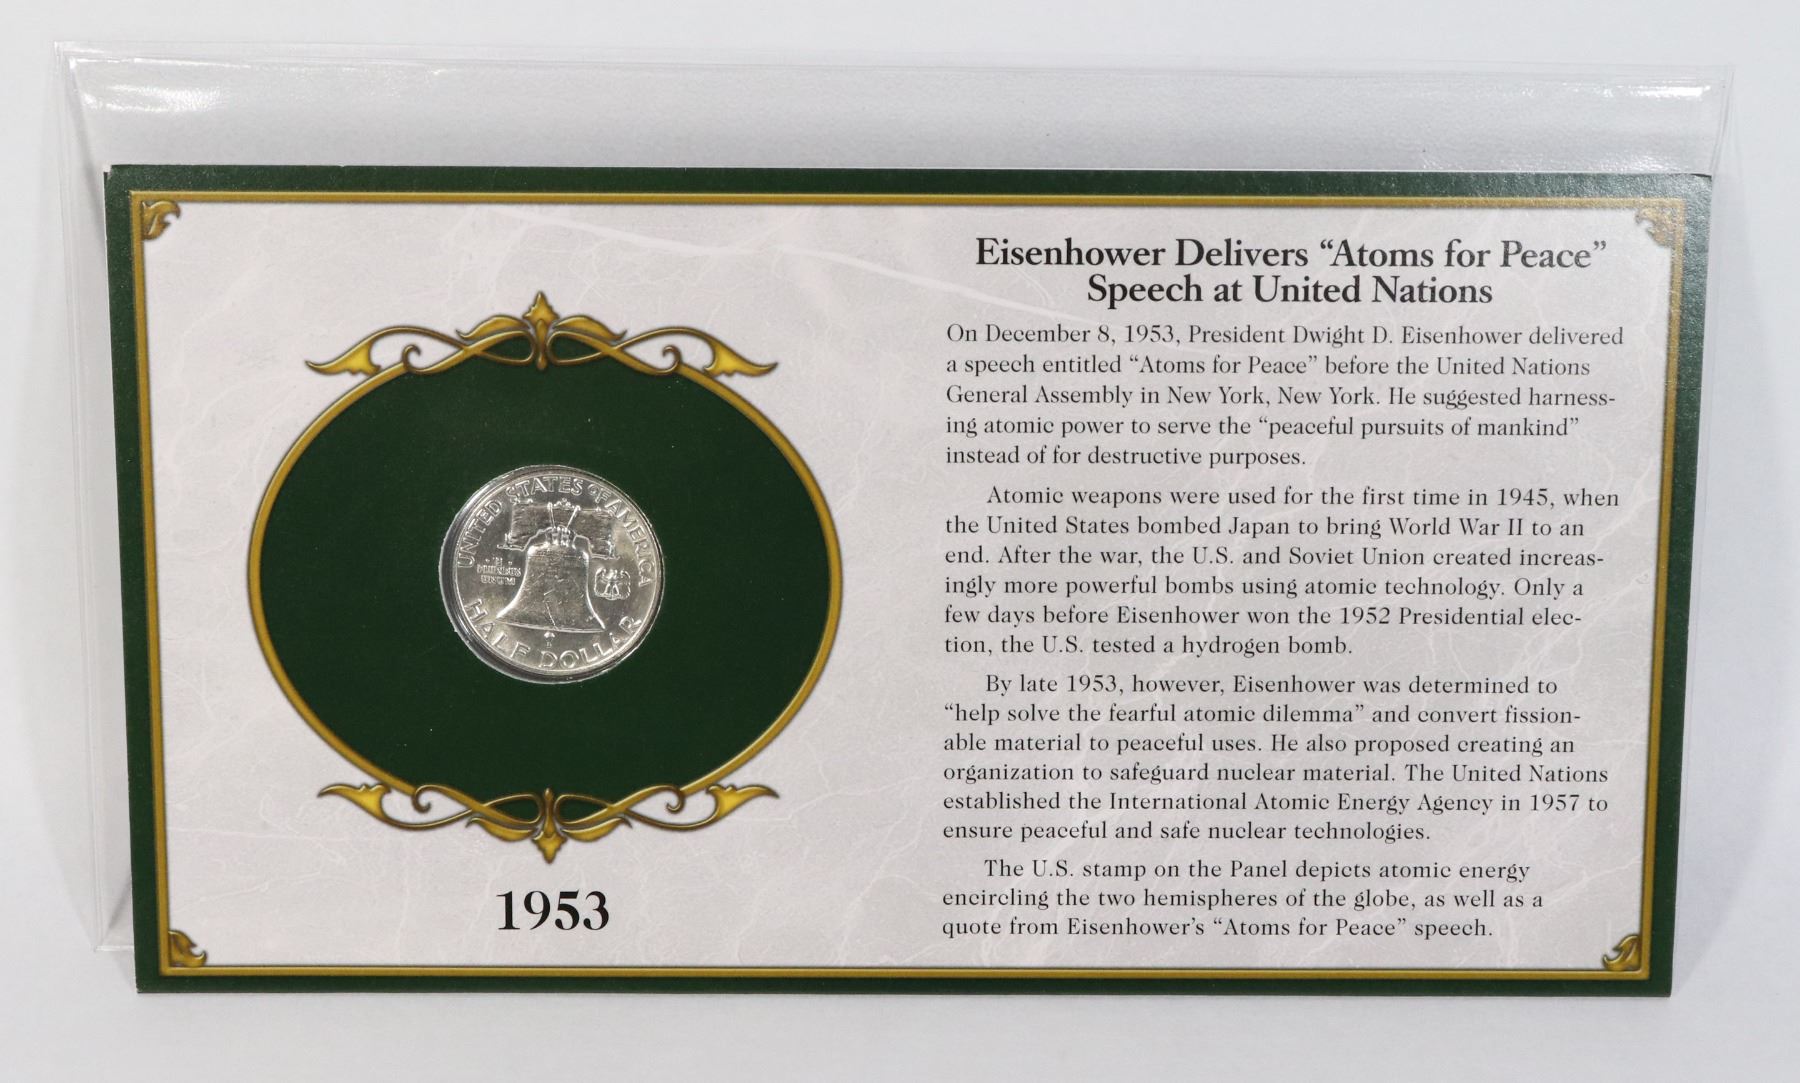 UNITED STATES OF AMERICA
E
PLURIBUS
UNUM
HALF DOLLAR
1953
Eisenhower Delivers “Atoms for Peace”
Speech at United Nations
On December 8, 1953, President Dwight D. Eisenhower delivered
a speech entitled “Atoms for Peace” before the United Nations
General Assembly in New York, New York. He suggested harness-
ing atomic power to serve the “peaceful pursuits of mankind”
instead of for destructive purposes.
Atomic weapons were used for the first time in 1945, when
the United States bombed Japan to bring World War II to an
end. After the war, the U.S. and Soviet Union created increas-
ingly more powerful bombs using atomic technology. Only a
few days before Eisenhower won the 1952 Presidential elec-
tion, the U.S. tested a hydrogen bomb.
By late 1953, however, Eisenhower was determined to
“help solve the fearful atomic dilemma” and convert fission-
able material to peaceful uses. He also proposed creating an
organization to safeguard nuclear material. The United Nations
established the International Atomic Energy Agency in 1957 to
ensure peaceful and safe nuclear technologies.
The U.S. stamp on the Panel depicts atomic energy
encircling the two hemispheres of the globe, as well as a
quote from Eisenhower’s “Atoms for Peace” speech.